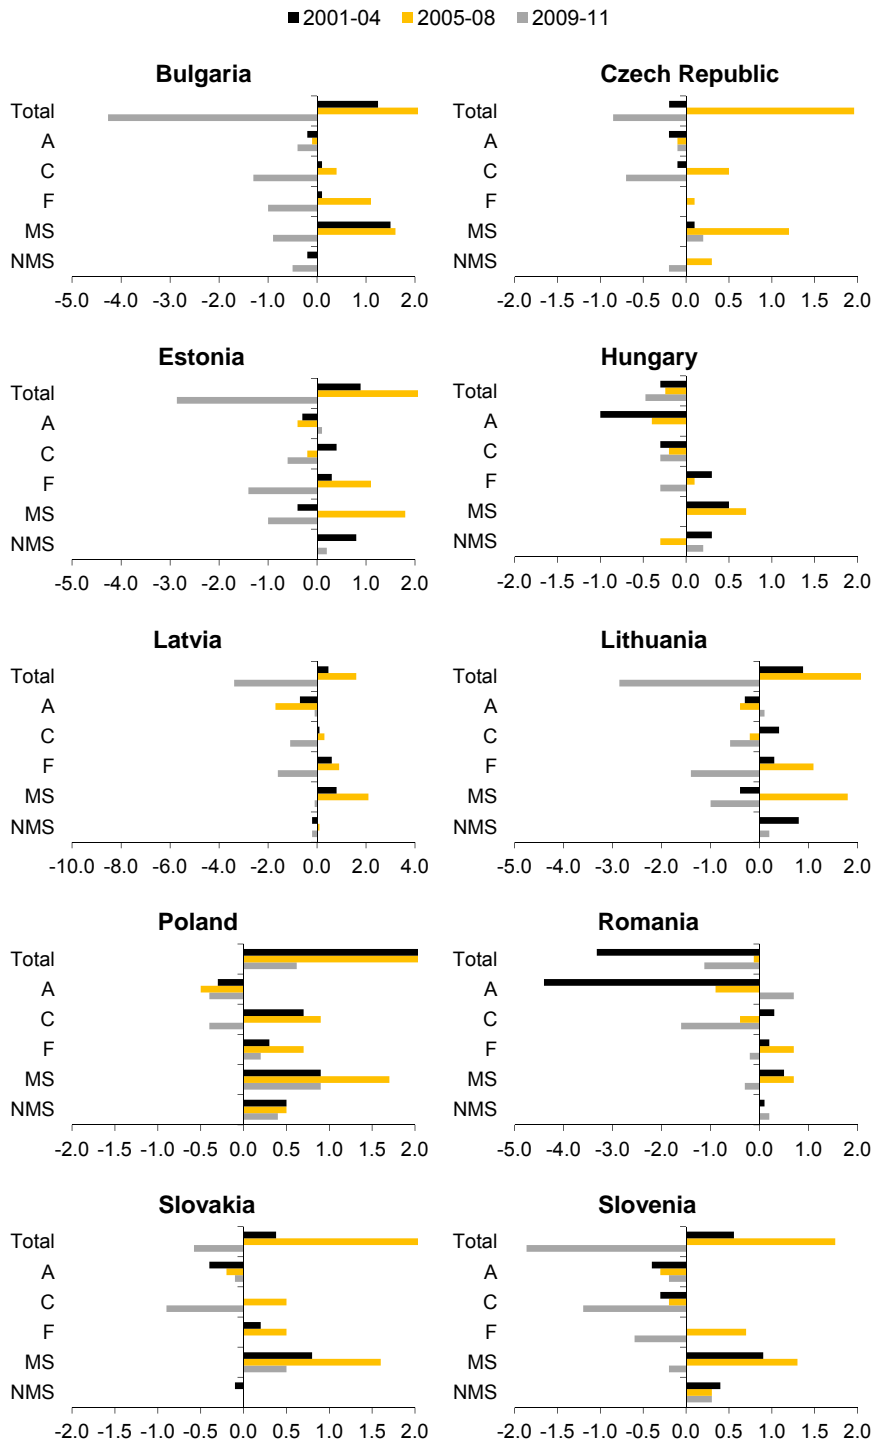 2001-04 2005-08 2009-11
Bulgaria
Total
A
C
F
MS
NMS
-5.0 -4.0 -3.0 -2.0 -1.0 0.0 1.0 2.0
Czech Republic
Total
A
C
F
MS
NMS
-2.0 -1.5 -1.0 -0.5 0.0 0.5 1.0 1.5 2.0
Estonia
Total
A
C
F
MS
NMS
-5.0 -4.0 -3.0 -2.0 -1.0 0.0 1.0 2.0
Hungary
Total
A
C
F
MS
NMS
-2.0 -1.5 -1.0 -0.5 0.0 0.5 1.0 1.5 2.0
Latvia
Total
A
C
F
MS
NMS
-10.0 -8.0 -6.0 -4.0 -2.0 0.0 2.0 4.0
Lithuania
Total
A
C
F
MS
NMS
-5.0 -4.0 -3.0 -2.0 -1.0 0.0 1.0 2.0
Poland
Total
A
C
F
MS
NMS
-2.0 -1.5 -1.0 -0.5 0.0 0.5 1.0 1.5 2.0
Romania
Total
A
C
F
MS
NMS
-5.0 -4.0 -3.0 -2.0 -1.0 0.0 1.0 2.0
Slovakia
Total
A
C
F
MS
NMS
-2.0 -1.5 -1.0 -0.5 0.0 0.5 1.0 1.5 2.0
Slovenia
Total
A
C
F
MS
NMS
-2.0 -1.5 -1.0 -0.5 0.0 0.5 1.0 1.5 2.0